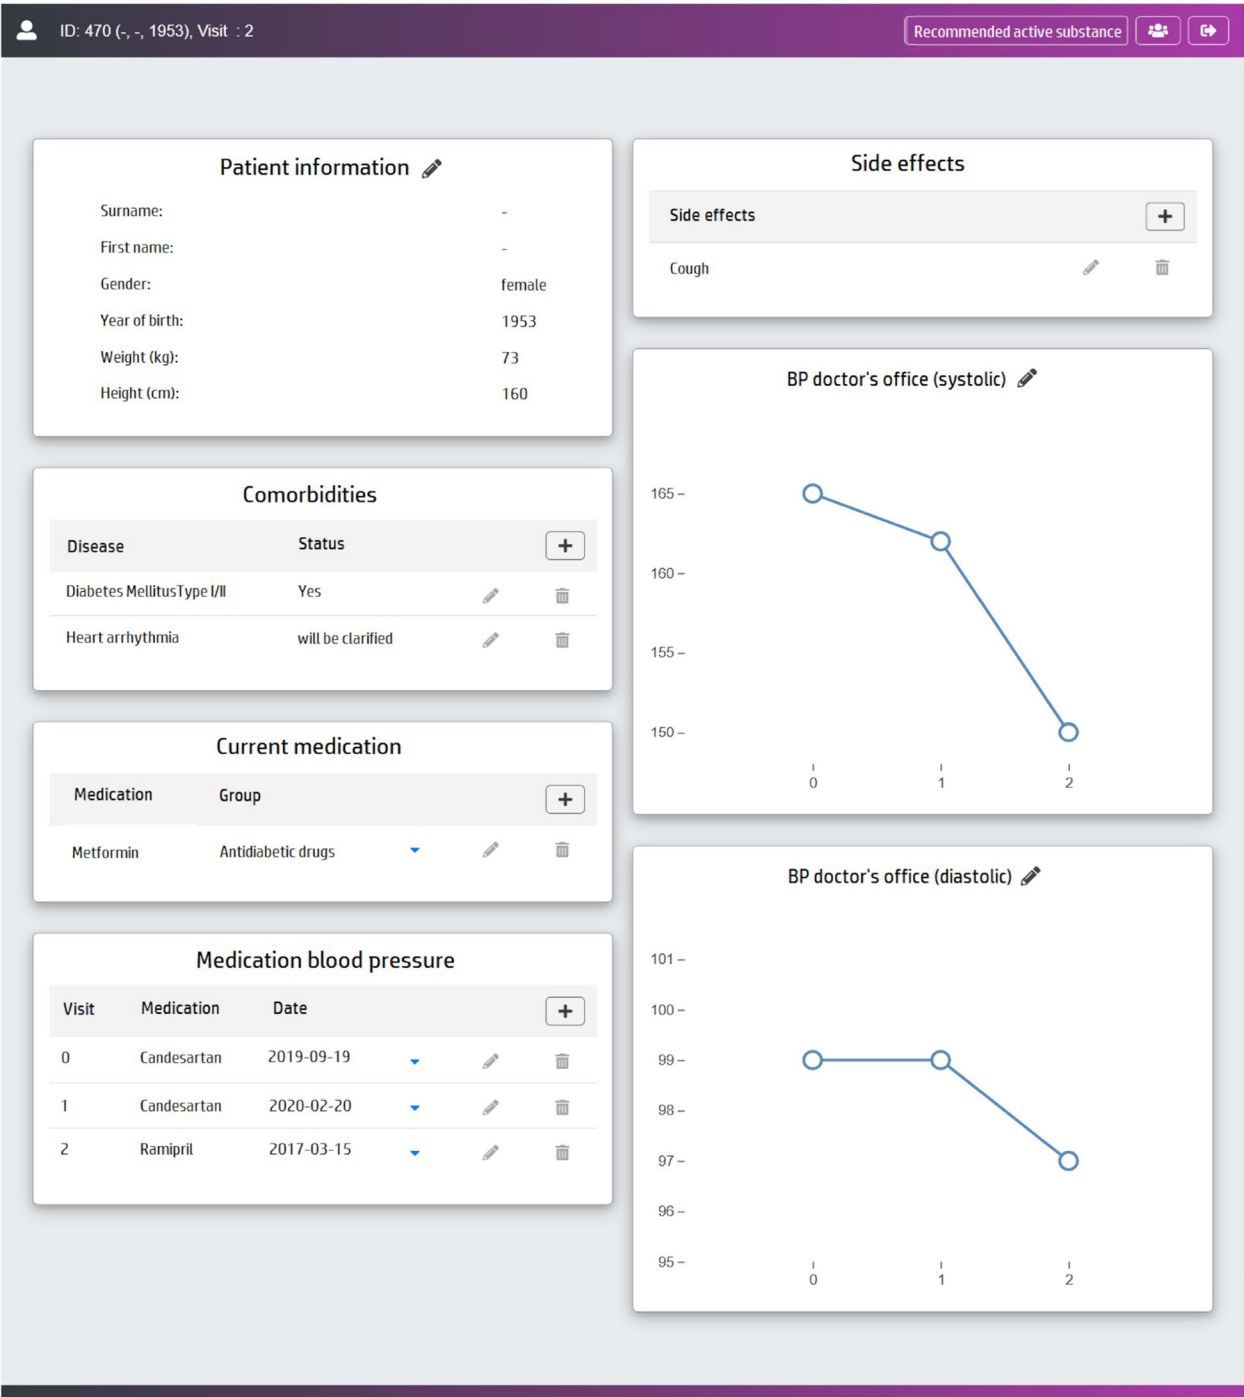 ID: 470 (-, -, 1953), Visit : 2
Recommended active substance
Patient information
Surname: -
First name: -
Gender: female
Year of birth: 1953
Weight (kg): 73
Height (cm): 160
Comorbidities
Disease Status
Diabetes MellitusType I/II Yes
Heart arrhythmia will be clarified
Current medication
Medication Group
Metformin Antidiabetic drugs
Medication blood pressure
Visit Medication Date
0 Candesartan 2019-09-19
1 Candesartan 2020-02-20
2 Ramipril 2017-03-15
Side effects
Side effects
Cough
BP doctor's office (systolic)
165
160
155
150
0 1 2
BP doctor's office (diastolic)
101
100
99
98
97
96
95
0 1 2